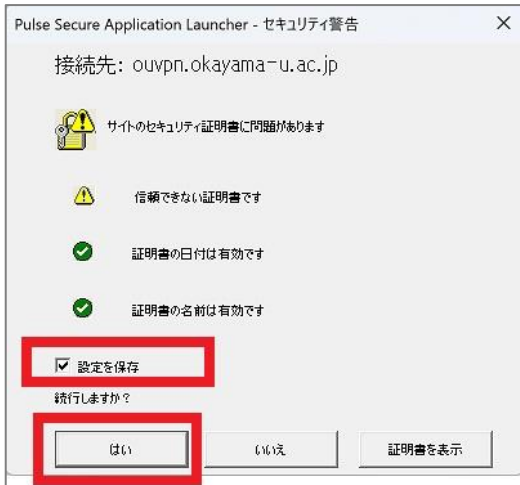 Pulse Secure Application Launcher - セキュリティ警告
接続先: ouvpn.okayama-u.ac.jp
サイトのセキュリティ証明書に問題があります
信頼できない証明書です
証明書の日付は有効です
証明書の名前は有効です
設定を保存
続行しますか?
はい いいえ 証明書を表示